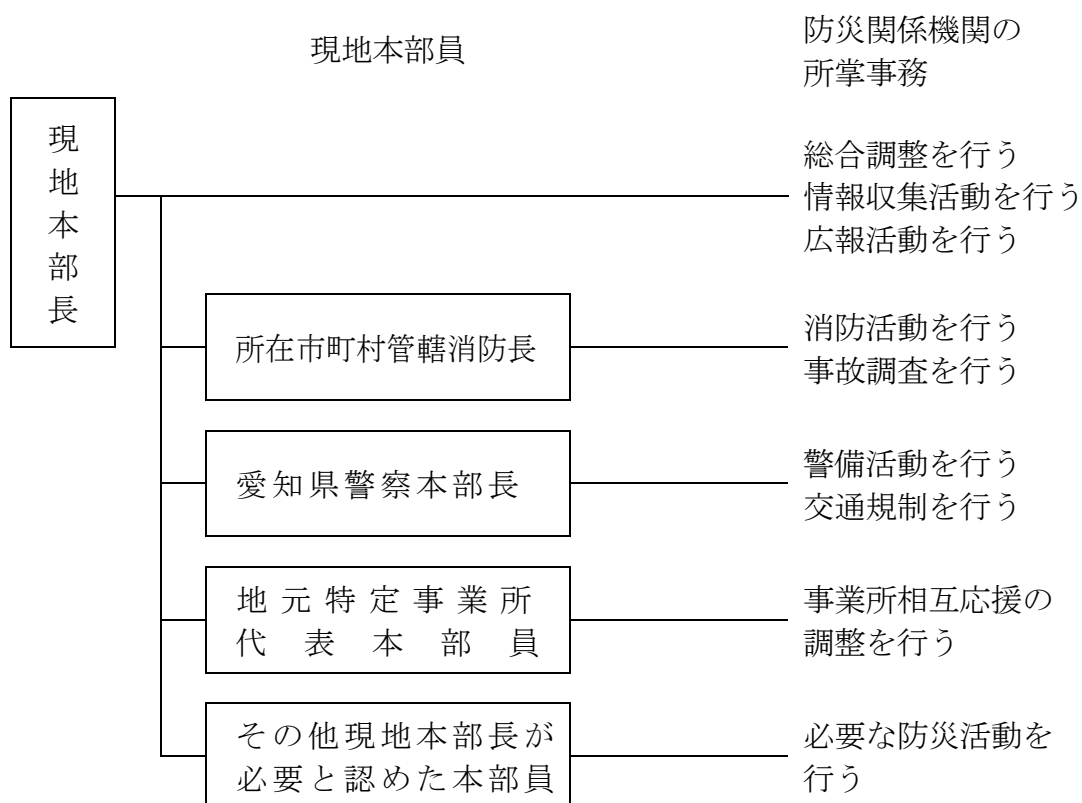 現地本部員
防災関係機関の
所掌事務
現地本部長
総合調整を行う
情報収集活動を行う
広報活動を行う
所在市町村管轄消防長
消防活動を行う
事故調査を行う
愛知県警察本部長
警備活動を行う
交通規制を行う
地元特定事業所
代表本部員
事業所相互応援の
調整を行う
その他現地本部長が
必要と認めた本部員
必要な防災活動を
行う